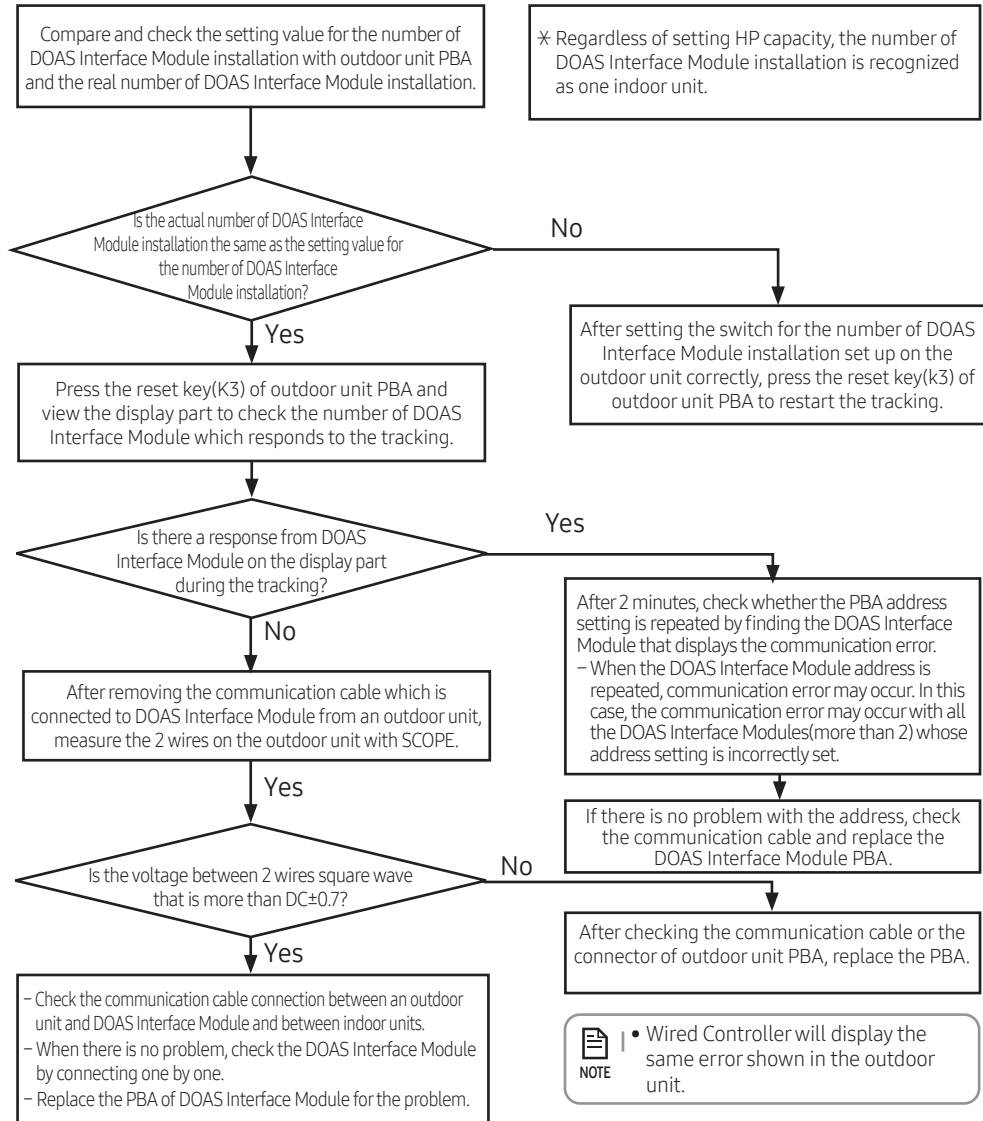 Compare and check the setting value for the number of
DOAS Interface Module installation with outdoor unit PBA
and the real number of DOAS Interface Module installation.
✳ Regardless of setting HP capacity, the number of
DOAS Interface Module installation is recognized
as one indoor unit.
Is the actual number of DOAS Interface
Module installation the same as the setting value for
the number of DOAS Interface
Module installation?
No
Yes
After setting the switch for the number of DOAS
Interface Module installation set up on the
outdoor unit correctly, press the reset key(k3) of
outdoor unit PBA to restart the tracking.
Press the reset key(K3) of outdoor unit PBA and
view the display part to check the number of DOAS
Interface Module which responds to the tracking.
Is there a response from DOAS
Interface Module on the display part
during the tracking?
Yes
No
After 2 minutes, check whether the PBA address
setting is repeated by finding the DOAS Interface
Module that displays the communication error.
– When the DOAS Interface Module address is
repeated, communication error may occur. In this
case, the communication error may occur with all
the DOAS Interface Modules(more than 2) whose
address setting is incorrectly set.
After removing the communication cable which is
connected to DOAS Interface Module from an outdoor unit,
measure the 2 wires on the outdoor unit with SCOPE.
Yes
If there is no problem with the address, check
the communication cable and replace the
DOAS Interface Module PBA.
Is the voltage between 2 wires square wave
that is more than DC±0.7?
No
Yes
After checking the communication cable or the
connector of outdoor unit PBA, replace the PBA.
– Check the communication cable connection between an outdoor
unit and DOAS Interface Module and between indoor units.
– When there is no problem, check the DOAS Interface Module
by connecting one by one.
– Replace the PBA of DOAS Interface Module for the problem.
NOTE
• Wired Controller will display the
same error shown in the outdoor
unit.